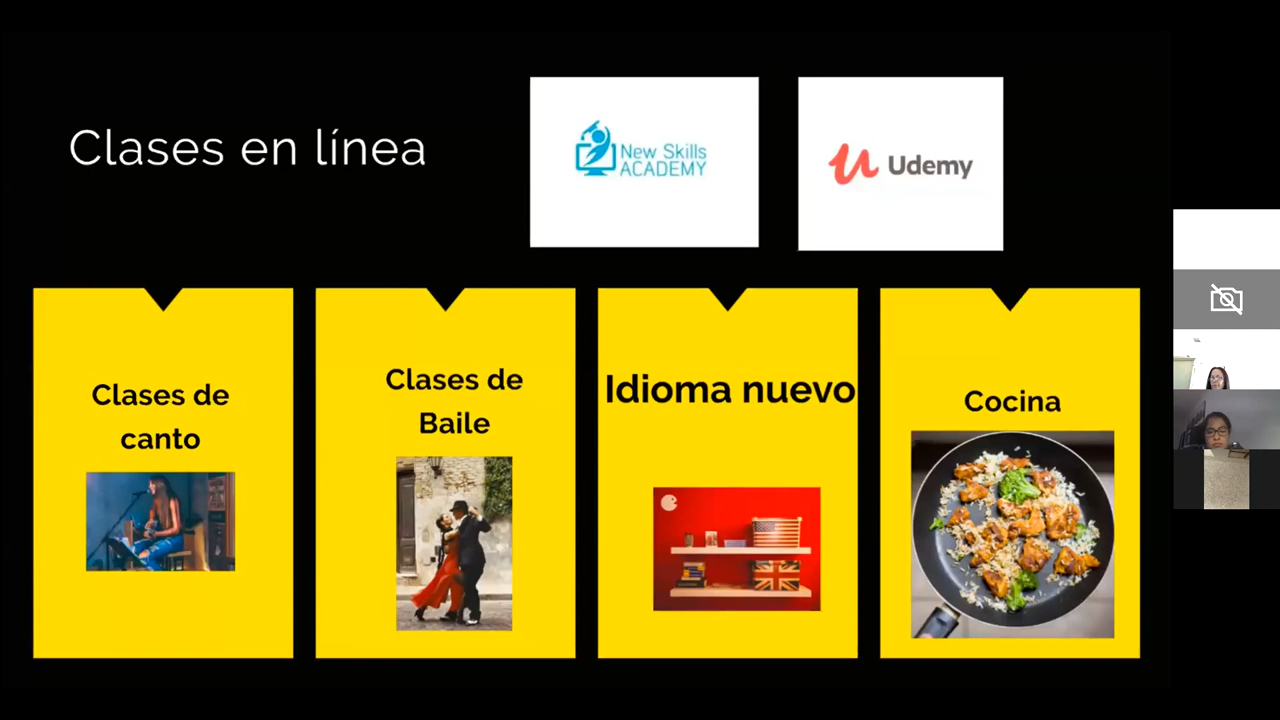 Clases en línea
New Skills
ACADEMY
Udemy
Clases de
canto
Clases de
Baile
Idioma nuevo
Cocina